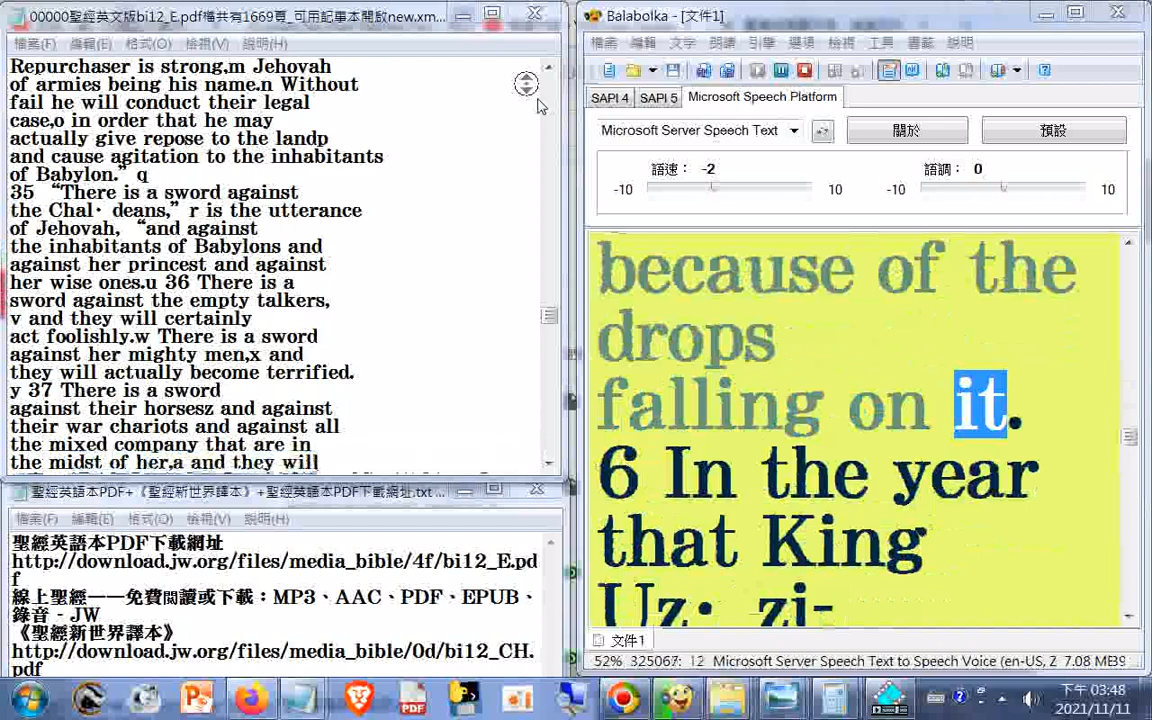 00000聖經英文版bi12_E.pdf檔共有1669頁_可用記事本開啟new.xm...
檔案(F) 編輯(E) 格式(O) 檢視(V) 說明(H)
Repurchaser is strong,m Jehovah
of armies being his name.n Without
fail he will conduct their legal
case,o in order that he may
actually give repose to the landp
and cause agitation to the inhabitants
of Babylon.” q
35 “There is a sword against
the Chal· deans,” r is the utterance
of Jehovah, “and against
the inhabitants of Babylons and
against her princest and against
her wise ones.u 36 There is a
sword against the empty talkers,
v and they will certainly
act foolishly.w There is a sword
against her mighty men,x and
they will actually become terrified.
y 37 There is a sword
against their horsesz and against
their war chariots and against all
the mixed company that are in
the midst of her,a and they will
聖經英語本PDF+《聖經新世界譯本》+聖經英語本PDF下載網址.txt ...
檔案(F) 編輯(E) 格式(O) 檢視(V) 說明(H)
聖經英語本PDF下載網址
http://download.jw.org/files/media_bible/4f/bi12_E.pd
f
線上聖經——免費閱讀或下載：MP3、AAC、PDF、EPUB、
錄音 - JW
《聖經新世界譯本》
http://download.jw.org/files/media_bible/0d/bi12_CH.
pdf
Balabolka - [文件1]
檔案 編輯 文字 朗讀 引擎 選項 檢視 工具 書籤 說明
SAPI 4 SAPI 5 Microsoft Speech Platform
Microsoft Server Speech Text 關於 預設
語速： -2 語調： 0
-10 10 -10 10
because of the
drops
falling on it.
6 In the year
that King
Uz· zi-
文件1
52% 325067: 12 Microsoft Server Speech Text to Speech Voice (en-US, Z 7.08 MB
下午 03:48
2021/11/11